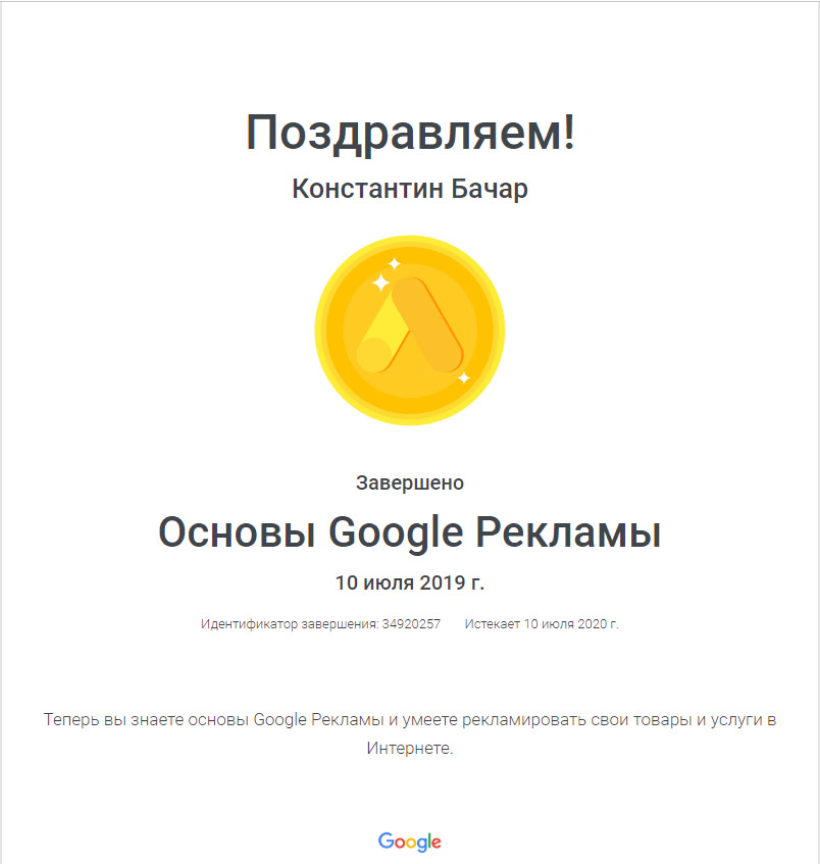 Поздравляем!
Константин Бачар
Завершено
Основы Google Рекламы
10 июля 2019 г.
Идентификатор завершения: 34920257 Истекает 10 июля 2020 г.
Теперь вы знаете основы Google Рекламы и умеете рекламировать свои товары и услуги в
Интернете.
Google